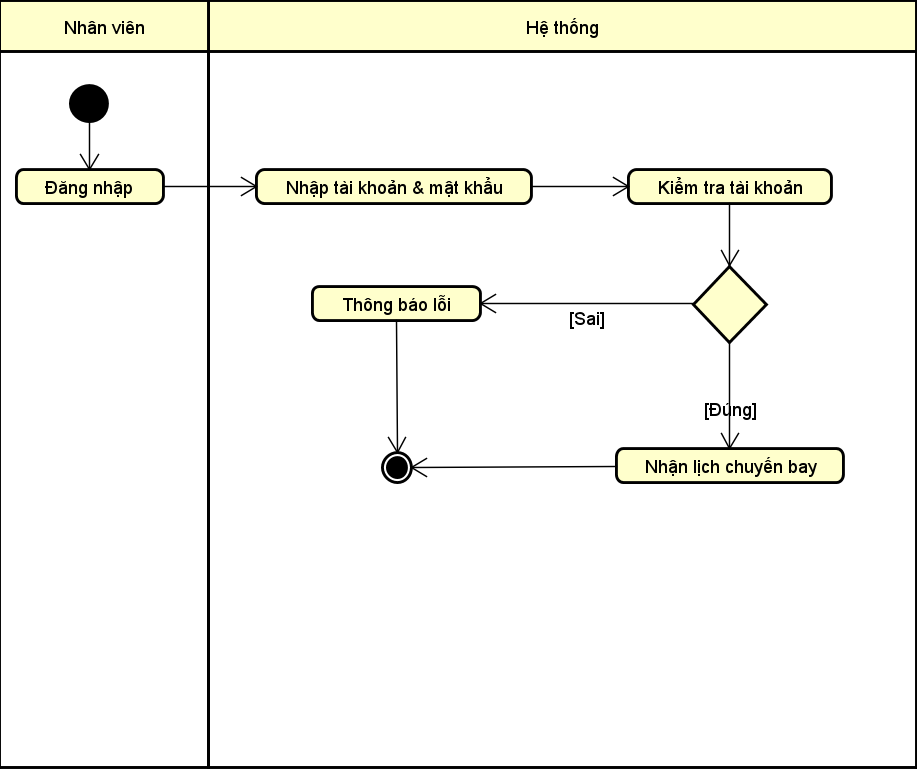 Nhân viên
Hệ thống
Đăng nhập
Nhập tài khoản & mật khẩu
Kiểm tra tài khoản
Thông báo lỗi
[Sai]
[Đúng]
Nhận lịch chuyến bay